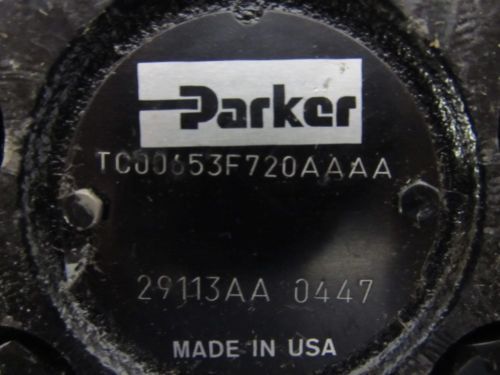 Parker
TC00653F720AAAA
29113AA 0447
MADE IN USA